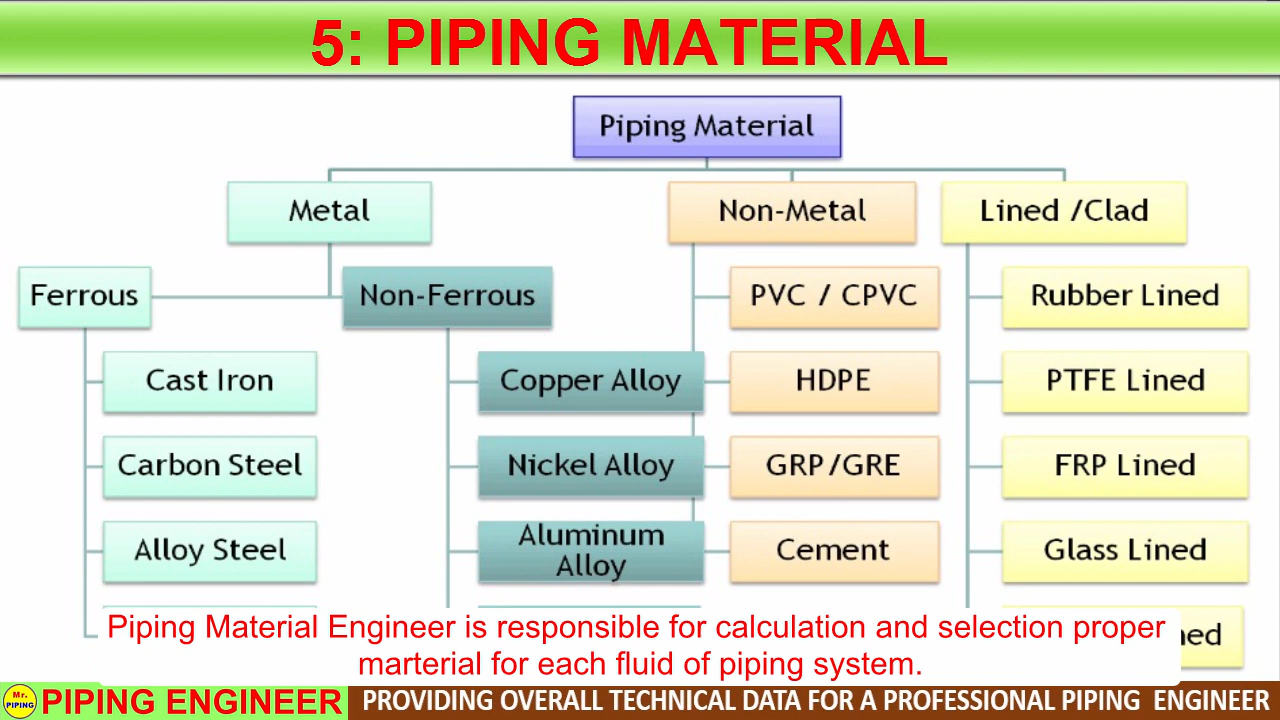 5: PIPING MATERIAL
Piping Material
Metal
Non-Metal
Lined /Clad
Ferrous
Non-Ferrous
PVC / CPVC
Rubber Lined
Cast Iron
Copper Alloy
HDPE
PTFE Lined
Carbon Steel
Nickel Alloy
GRP/GRE
FRP Lined
Alloy Steel
Aluminum
Alloy
Cement
Glass Lined
Piping Material Engineer is responsible for calculation and selection proper
marterial for each fluid of piping system.
Mr.
PIPING
PIPING ENGINEER
PROVIDING OVERALL TECHNICAL DATA FOR A PROFESSIONAL PIPING ENGINEER